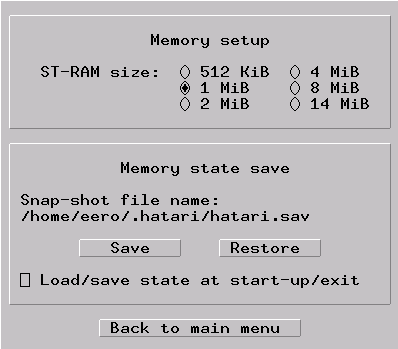 Memory setup
ST-RAM size: 512 KiB 4 MiB
1 MiB 8 MiB
2 MiB 14 MiB
Memory state save
Snap-shot file name:
/home/eero/.hatari/hatari.sav
Save Restore
Load/save state at start-up/exit
Back to main menu